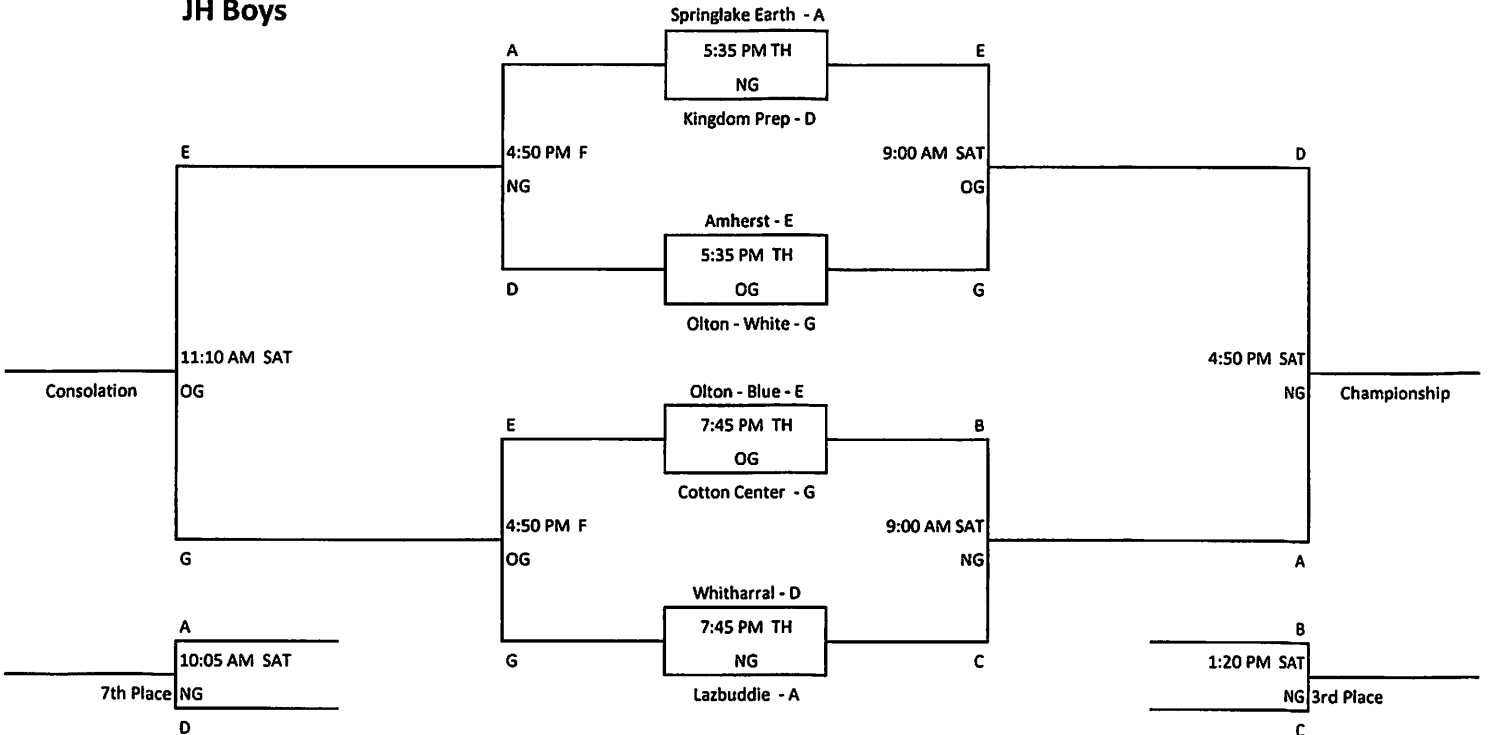 JH Boys
Springlake Earth - A
A
5:35 PM TH
E
NG
Kingdom Prep - D
E
4:50 PM F
9:00 AM SAT
D
NG
OG
Amherst - E
5:35 PM TH
D
OG
G
Olton - White - G
11:10 AM SAT
4:50 PM SAT
Consolation
OG
Olton - Blue - E
NG
Championship
E
7:45 PM TH
B
OG
Cotton Center - G
4:50 PM F
9:00 AM SAT
G
OG
NG
A
Whitharral - D
A
7:45 PM TH
B
10:05 AM SAT
G
NG
C
1:20 PM SAT
7th Place
NG
Lazbuddie - A
NG
3rd Place
D
C